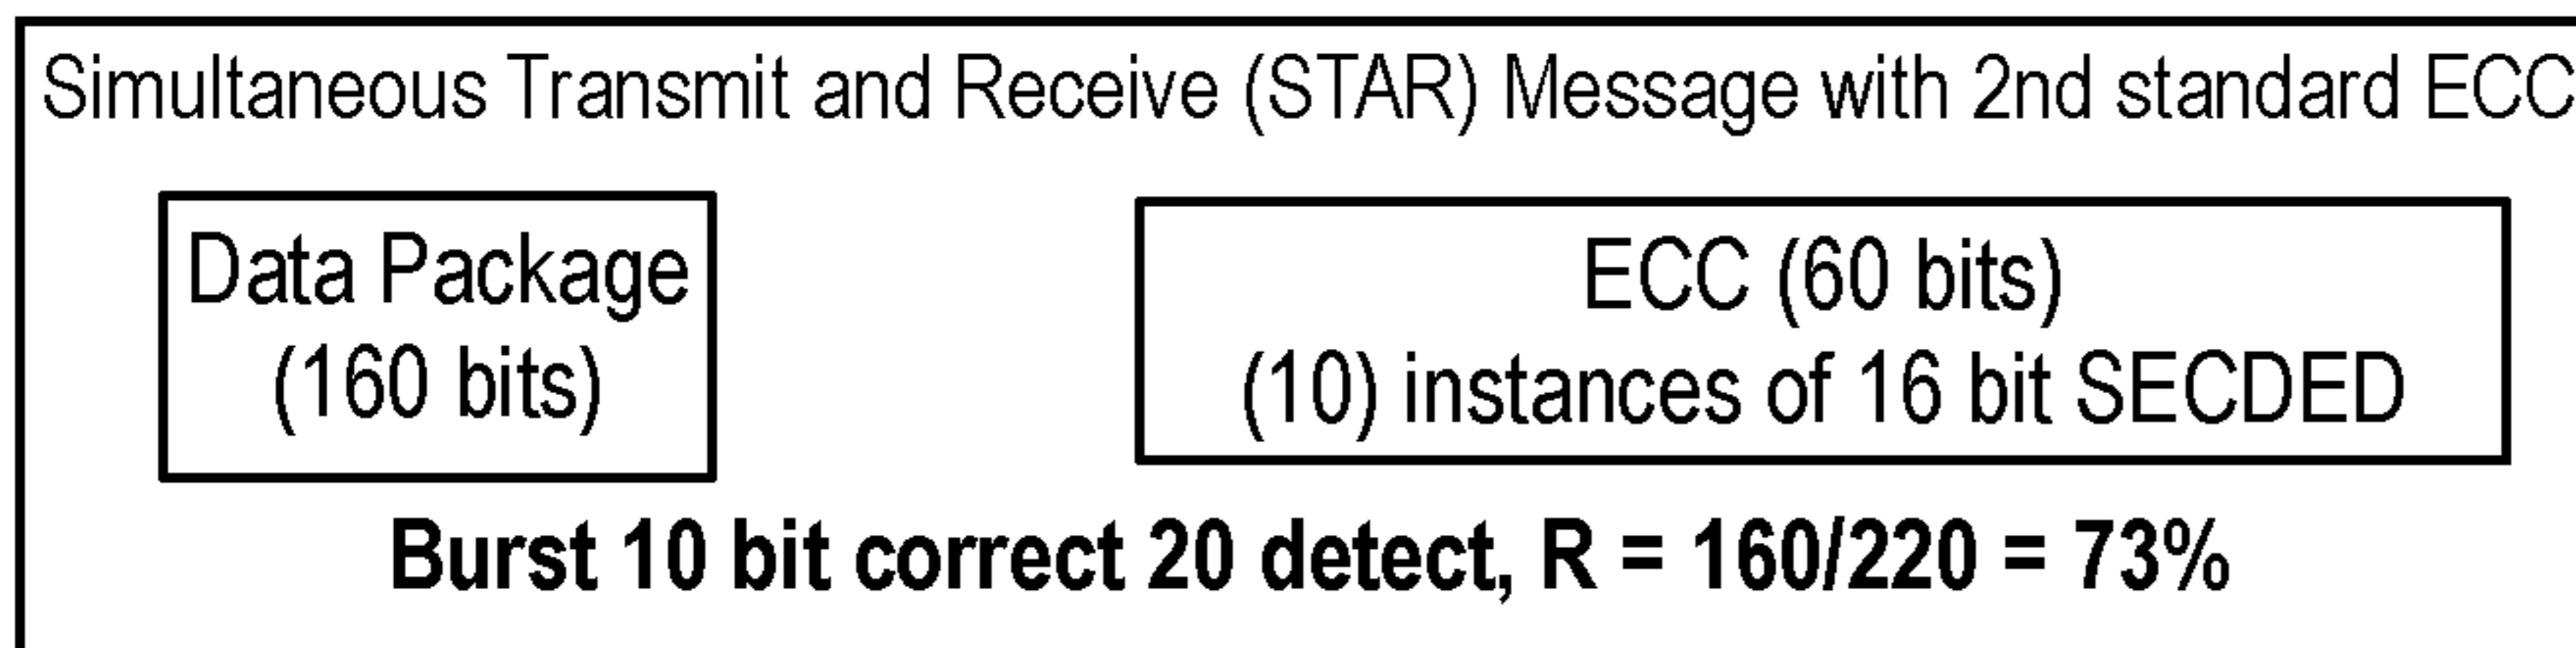 Simultaneous Transmit and Receive (STAR) Message with 2nd standard ECC
Data Package
(160 bits)
ECC (60 bits)
(10) instances of 16 bit SECDED
Burst 10 bit correct 20 detect, R = 160/220 = 73%